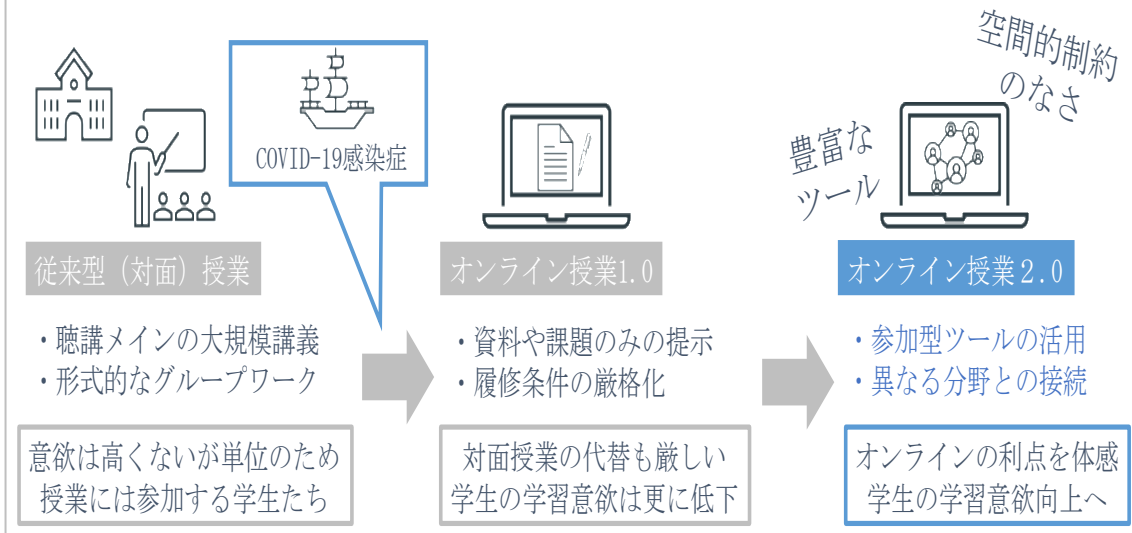 COVID-19感染症
空間的制約
のなさ
豊富な
ツール
従来型（対面）授業
・聴講メインの大規模講義
・形式的なグループワーク
意欲は高くないが単位のため
授業には参加する学生たち
オンライン授業1.0
・資料や課題のみの提示
・履修条件の厳格化
対面授業の代替も厳しい
学生の学習意欲は更に低下
オンライン授業２.0
・参加型ツールの活用
・異なる分野との接続
オンラインの利点を体感
学生の学習意欲向上へ